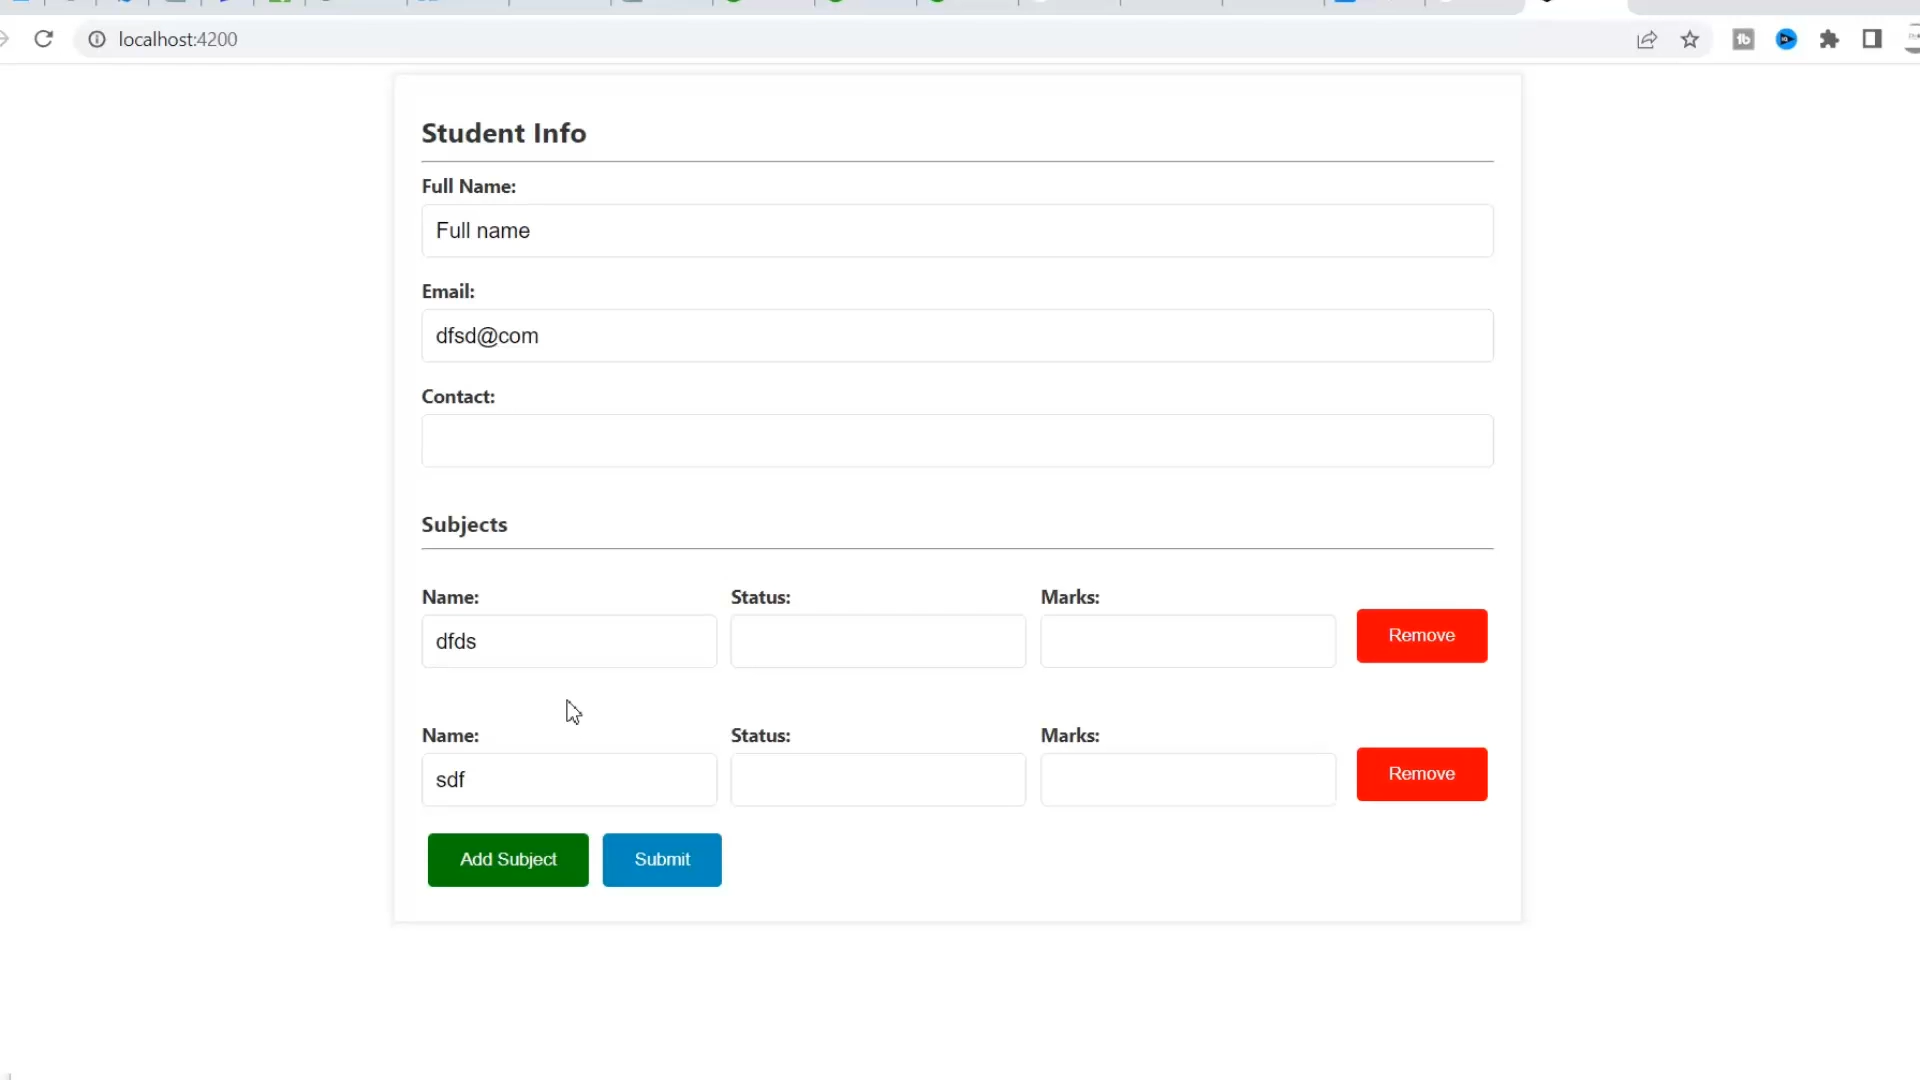 localhost:4200
Student Info
Full Name:
Full name
Email:
dfsd@com
Contact:
Subjects
Name: Status: Marks:
dfds Remove
Name: Status: Marks:
sdf Remove
Add Subject Submit